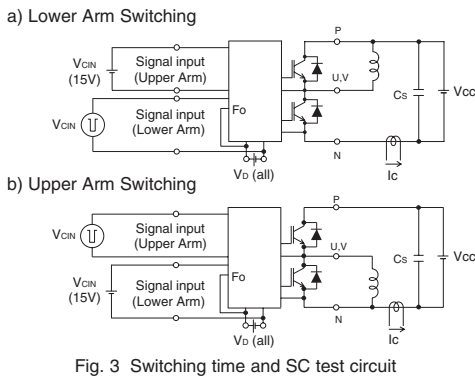 a) Lower Arm Switching
P
VCIN
(15V)
Signal input
(Upper Arm)
U,V
CS
VCC
VCIN
Signal input
(Lower Arm)
Fo
N
VD (all)
Ic
b) Upper Arm Switching
P
VCIN
Signal input
(Upper Arm)
U,V
CS
VCC
VCIN
(15V)
Signal input
(Lower Arm)
Fo
N
VD (all)
Ic
Fig. 3 Switching time and SC test circuit